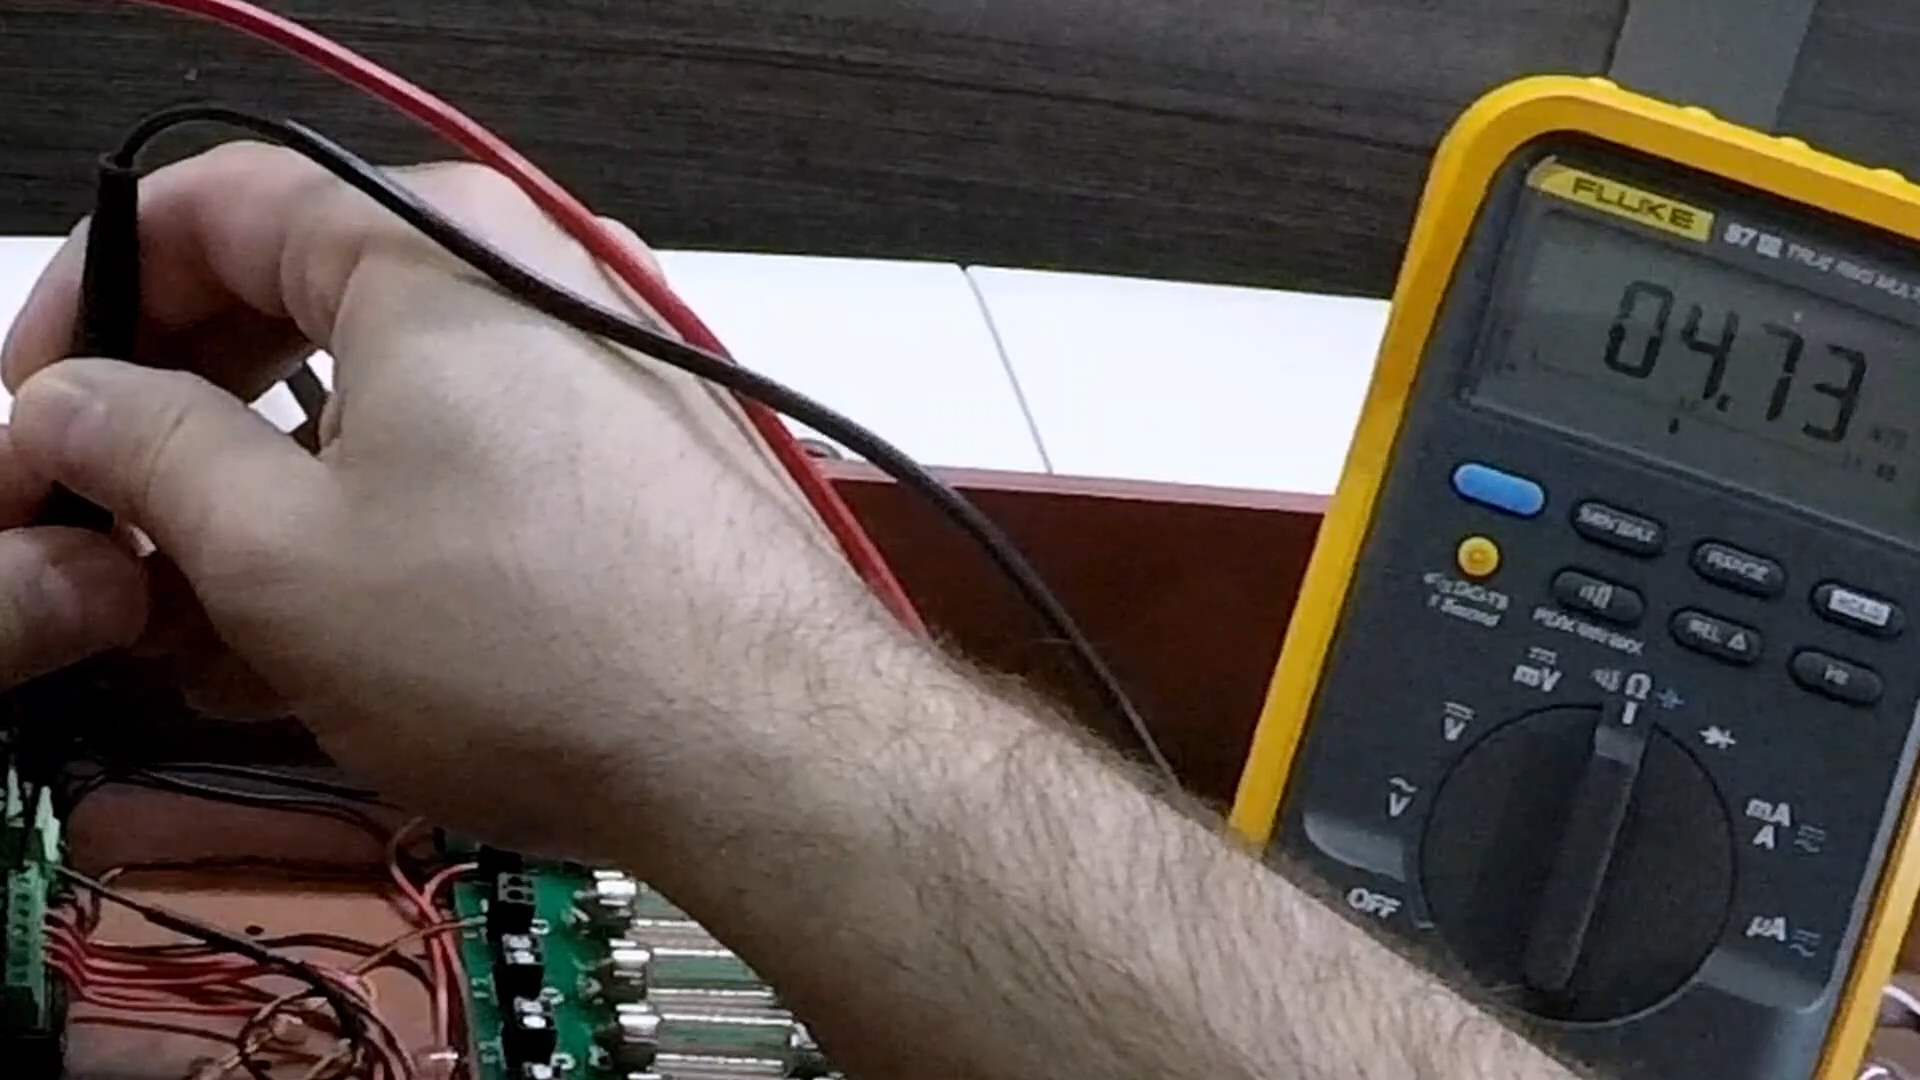 FLUKE
87 III TRUE RMS MULT
04.73
MIN MAX
RANGE
HOLD
1 Second
PEAK MIN MAX
REL Δ
Hz
mV
Ω
V
V
mA
A
OFF
µA